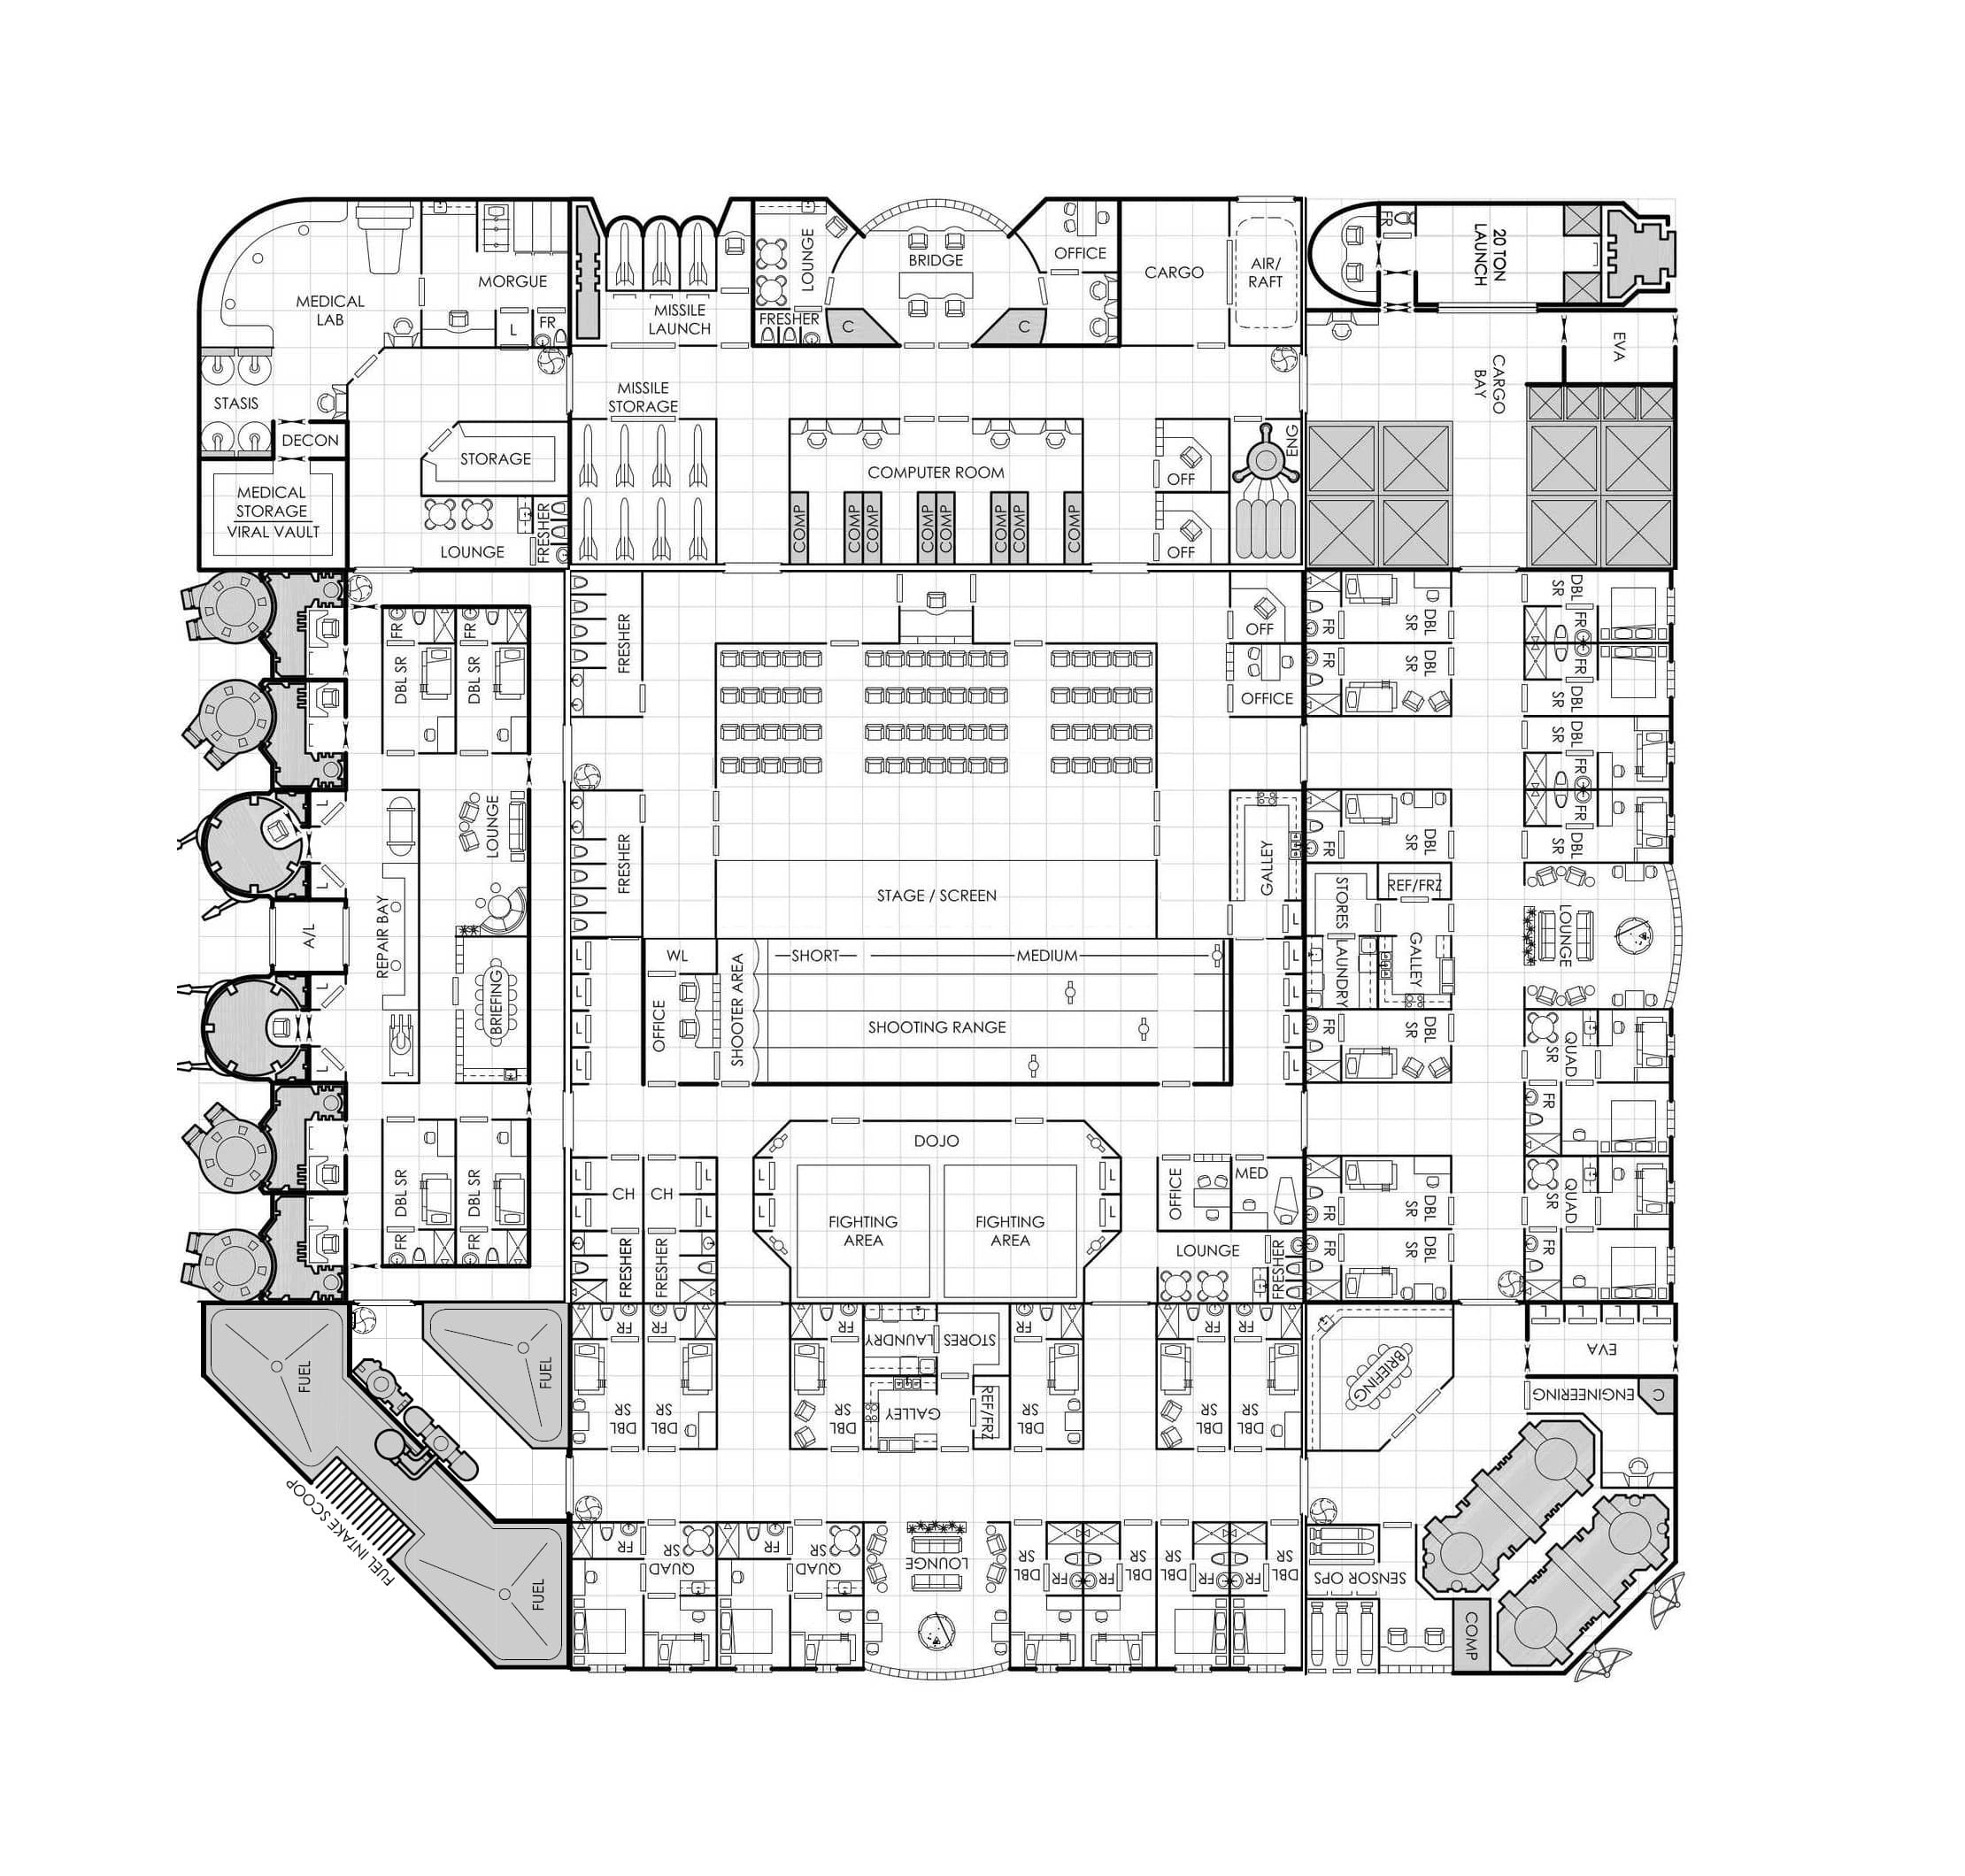 MEDICAL
LAB
MORGUE
L
FR
STASIS
DECON
MEDICAL
STORAGE
VIRAL VAULT
STORAGE
LOUNGE
FRESHER
MISSILE
LAUNCH
MISSILE
STORAGE
LOUNGE
FRESHER
BRIDGE
C
C
OFFICE
CARGO
AIR/
RAFT
COMPUTER ROOM
COMP
COMP
COMP
COMP
COMP
COMP
COMP
COMP
OFF
OFF
ENG
FR
20 TON
LAUNCH
CARGO
BAY
EVA
FR
FR
DBL SR
DBL SR
L
L
LOUNGE
REPAIR BAY
A/L
BRIEFING
L
L
DBL SR
DBL SR
FR
FR
FRESHER
FRESHER
OFF
OFFICE
STAGE / SCREEN
GALLEY
L
L
L
L
L
WL
OFFICE
SHOOTER AREA
SHORT
MEDIUM
SHOOTING RANGE
L
L
L
L
DOJO
L
L
L
L
FIGHTING
AREA
FIGHTING
AREA
L
L
CH
CH
L
L
FRESHER
FRESHER
OFFICE
MED
LOUNGE
FRESHER
FR
DBL
SR
FR
DBL
SR
DBL
SR
FR
FR
DBL
SR
DBL
SR
FR
FR
DBL
SR
FR
DBL
SR
STORES
REF/FRZ
LAUNDRY
GALLEY
LOUNGE
FR
DBL
SR
QUAD
SR
FR
FR
DBL
SR
FR
DBL
SR
QUAD
SR
FR
FUEL
FUEL
FUEL
FUEL INTAKE SCOOP
FR
FR
DBL
SR
DBL
SR
FR
DBL
SR
LAUNDRY
STORES
GALLEY
REF/FRZ
FR
DBL
SR
FR
FR
DBL
SR
DBL
SR
FR
QUAD
SR
FR
QUAD
SR
LOUNGE
DBL
SR
FR
FR
DBL
SR
DBL
SR
FR
FR
DBL
SR
BRIEFING
L
L
L
L
EVA
ENGINEERING
C
SENSOR OPS
COMP